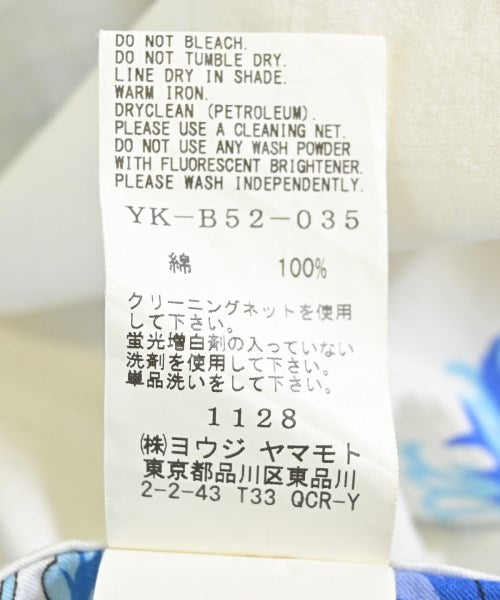 DO NOT BLEACH.
DO NOT TUMBLE DRY.
LINE DRY IN SHADE.
WARM IRON.
DRYCLEAN (PETROLEUM).
PLEASE USE A CLEANING NET.
DO NOT USE ANY WASH POWDER
WITH FLUORESCENT BRIGHTENER.
PLEASE WASH INDEPENDENTLY.
YK-B52-035
綿 100%
クリーニングネットを使用
して下さい。
蛍光増白剤の入っていない
洗剤を使用して下さい。
単品洗いをして下さい。
1128
㈱ヨウジ ヤマモト
東京都品川区東品川
2-2-43 T33 QCR-Y